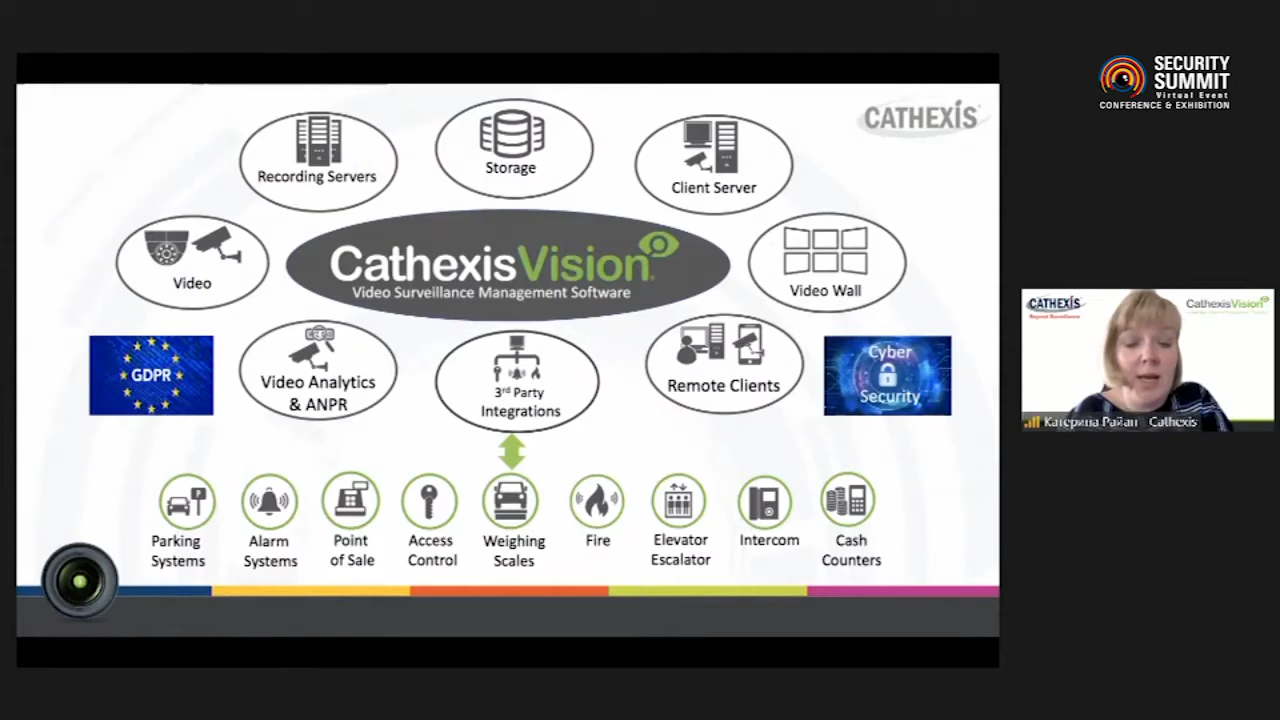 SECURITY
SUMMIT
Virtual Event
CONFERENCE & EXHIBITION
CATHEXIS
Recording Servers
Storage
Client Server
Video
CathexisVision
Video Surveillance Management Software
Video Wall
GDPR
Video Analytics
& ANPR
3rd Party
Integrations
Remote Clients
Cyber
Security
Parking
Systems
Alarm
Systems
Point
of Sale
Access
Control
Weighing
Scales
Fire
Elevator
Escalator
Intercom
Cash
Counters
CATHEXIS
Beyond Surveillance
CathexisVision
Катерина Райан Cathexis